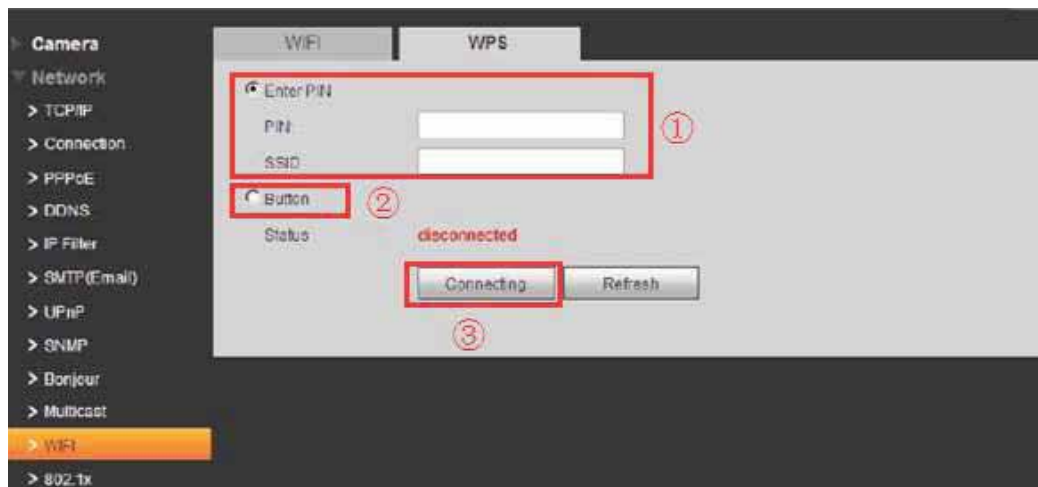 Camera
Network
> TCP/IP
> Connection
> PPPoE
> DDNS
> IP Filter
> SMTP(Email)
> UPnP
> SNMP
> Bonjour
> Multicast
> WIFI
> 802.1x
WIFI WPS
Enter PIN
PIN
SSID
①
Button
②
Status disconnected
Connecting Refresh
③